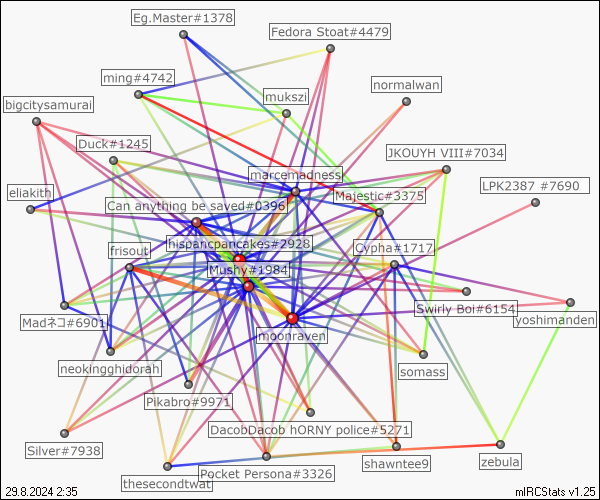 Eg.Master#1378
Fedora Stoat#4479
ming#4742
normalwan
mukszi
bigcitysamurai
Duck#1245
JKOUYH VIII#7034
marcemadness
LPK2387 #7690
eliakith
Majestic#3375
Can anything be saved#0396
hispancpancakes#2928
frisout
Cypha#1717
Mushy#1984
Swirly Boi#6154
Madネコ#6901
yoshimanden
moonraven
neokingghidorah
somass
Pikabro#9971
DacobDacob hORNY police#5271
Silver#7938
shawntee9
zebula
Pocket Persona#3326
thesecondtwat
29.8.2024 2:35
mIRCStats v1.25